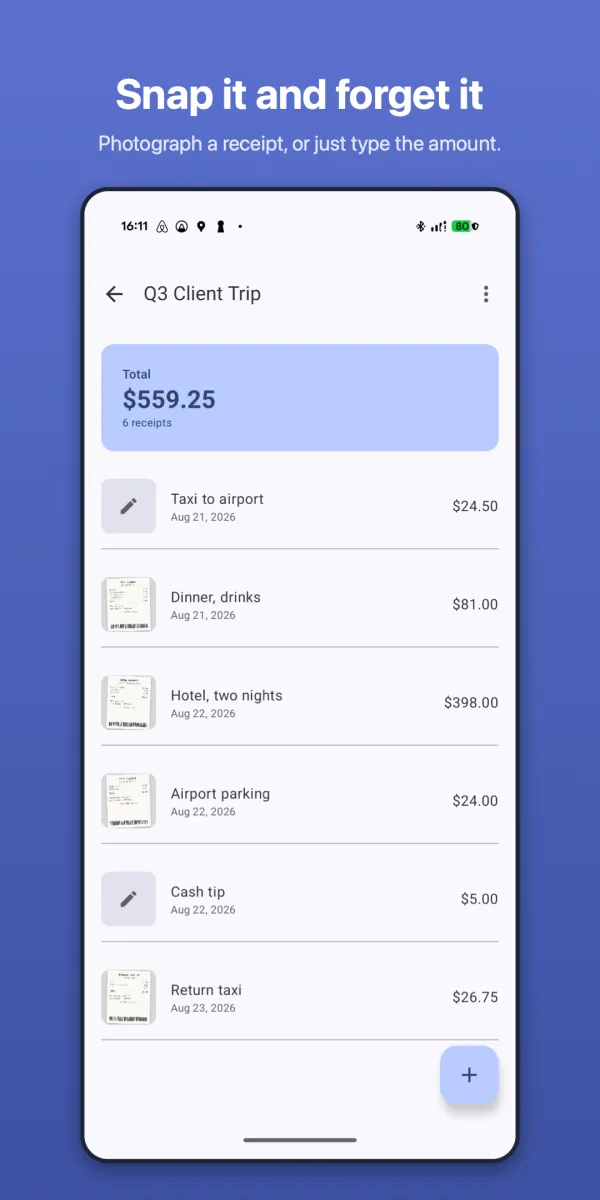 Snap it and forget it
Photograph a receipt, or just type the amount.
16:11
80
Q3 Client Trip
Total
$559.25
6 receipts
Taxi to airport
$24.50
Aug 21, 2026
Dinner, drinks
$81.00
Aug 21, 2026
Hotel, two nights
$398.00
Aug 22, 2026
Airport parking
$24.00
Aug 22, 2026
Cash tip
$5.00
Aug 22, 2026
Return taxi
$26.75
Aug 23, 2026